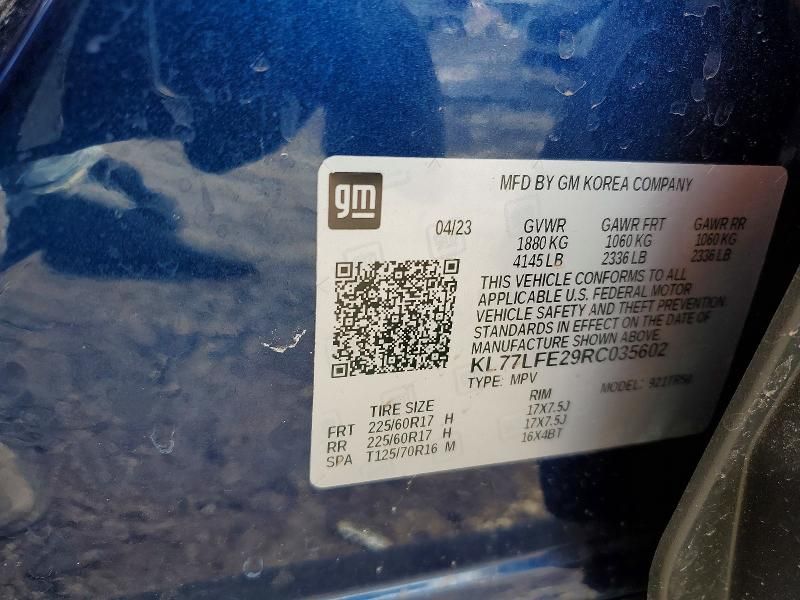 gm
MFD BY GM KOREA COMPANY
04/23 GVWR GAWR FRT GAWR RR
1880 KG 1060 KG 1060 KG
4145 LB 2336 LB 2336 LB
THIS VEHICLE CONFORMS TO ALL
APPLICABLE U.S. FEDERAL MOTOR
VEHICLE SAFETY AND THEFT PREVENTION
STANDARDS IN EFFECT ON THE DATE OF
MANUFACTURE SHOWN ABOVE
KL77LFE29RC035602
TYPE: MPV MODEL:
TIRE SIZE RIM
FRT 225/60R17 H 17X7.5J
RR 225/60R17 H 17X7.5J
SPA T125/70R16 M 16X4BT